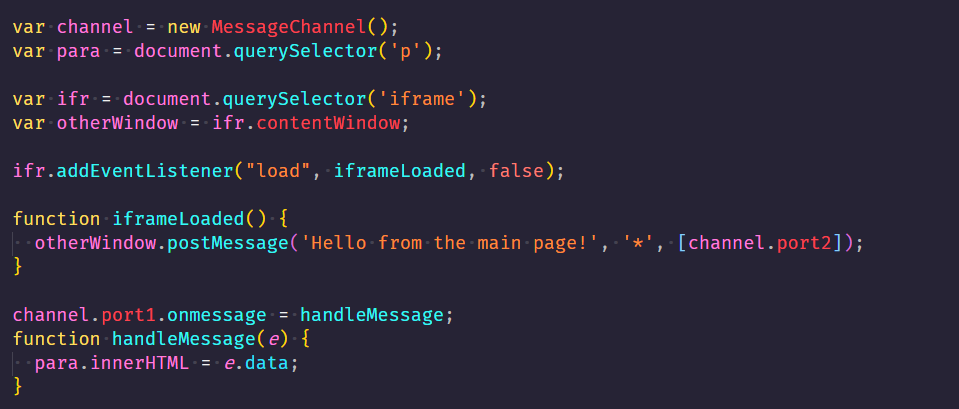 var channel = new MessageChannel();
var para = document.querySelector('p');

var ifr = document.querySelector('iframe');
var otherWindow = ifr.contentWindow;

ifr.addEventListener("load", iframeLoaded, false);

function iframeLoaded() {
  otherWindow.postMessage('Hello from the main page!', '*', [channel.port2]);
}

channel.port1.onmessage = handleMessage;
function handleMessage(e) {
  para.innerHTML = e.data;
}